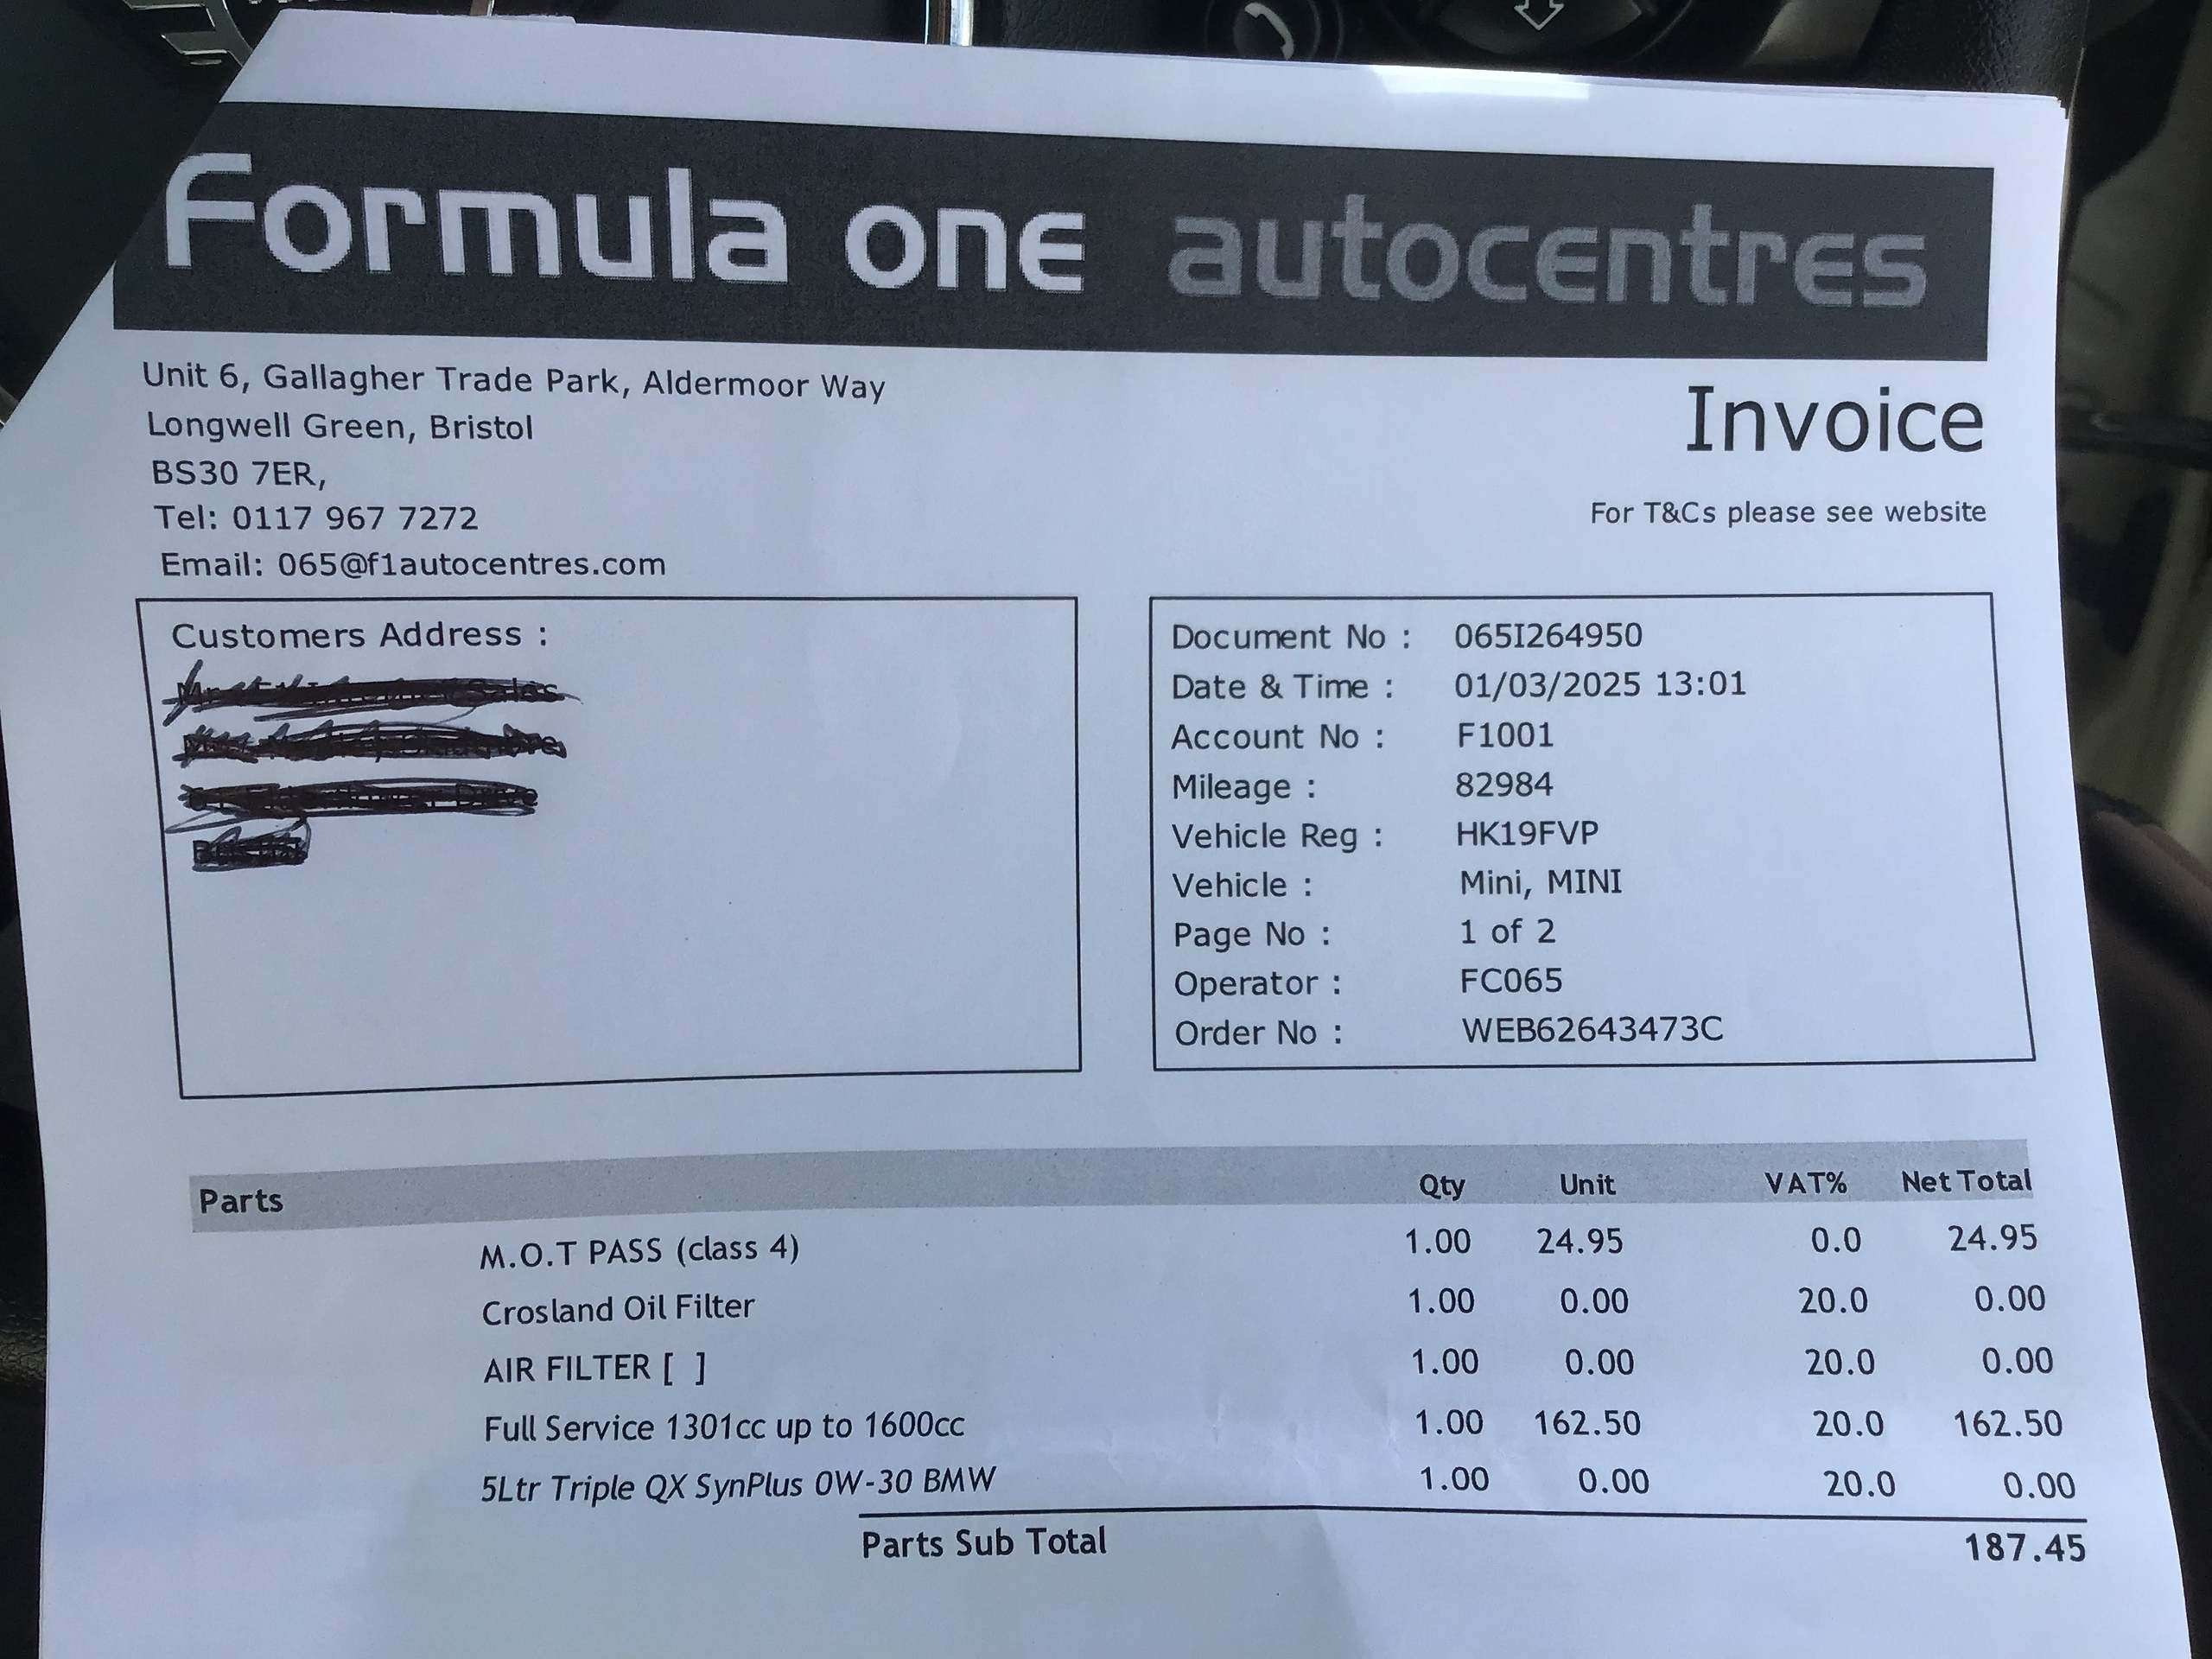 Formula one autocentres
Unit 6, Gallagher Trade Park, Aldermoor Way
Longwell Green, Bristol
BS30 7ER,
Tel: 0117 967 7272
Email: 065@f1autocentres.com
Invoice
For T&Cs please see website
Customers Address :
Document No : 065I264950
Date & Time : 01/03/2025 13:01
Account No : F1001
Mileage : 82984
Vehicle Reg : HK19FVP
Vehicle : Mini, MINI
Page No : 1 of 2
Operator : FC065
Order No : WEB62643473C
Parts Qty Unit VAT% Net Total
M.O.T PASS (class 4) 1.00 24.95 0.0 24.95
Crosland Oil Filter 1.00 0.00 20.0 0.00
AIR FILTER [ ] 1.00 0.00 20.0 0.00
Full Service 1301cc up to 1600cc 1.00 162.50 20.0 162.50
5Ltr Triple QX SynPlus 0W-30 BMW 1.00 0.00 20.0 0.00
Parts Sub Total 187.45